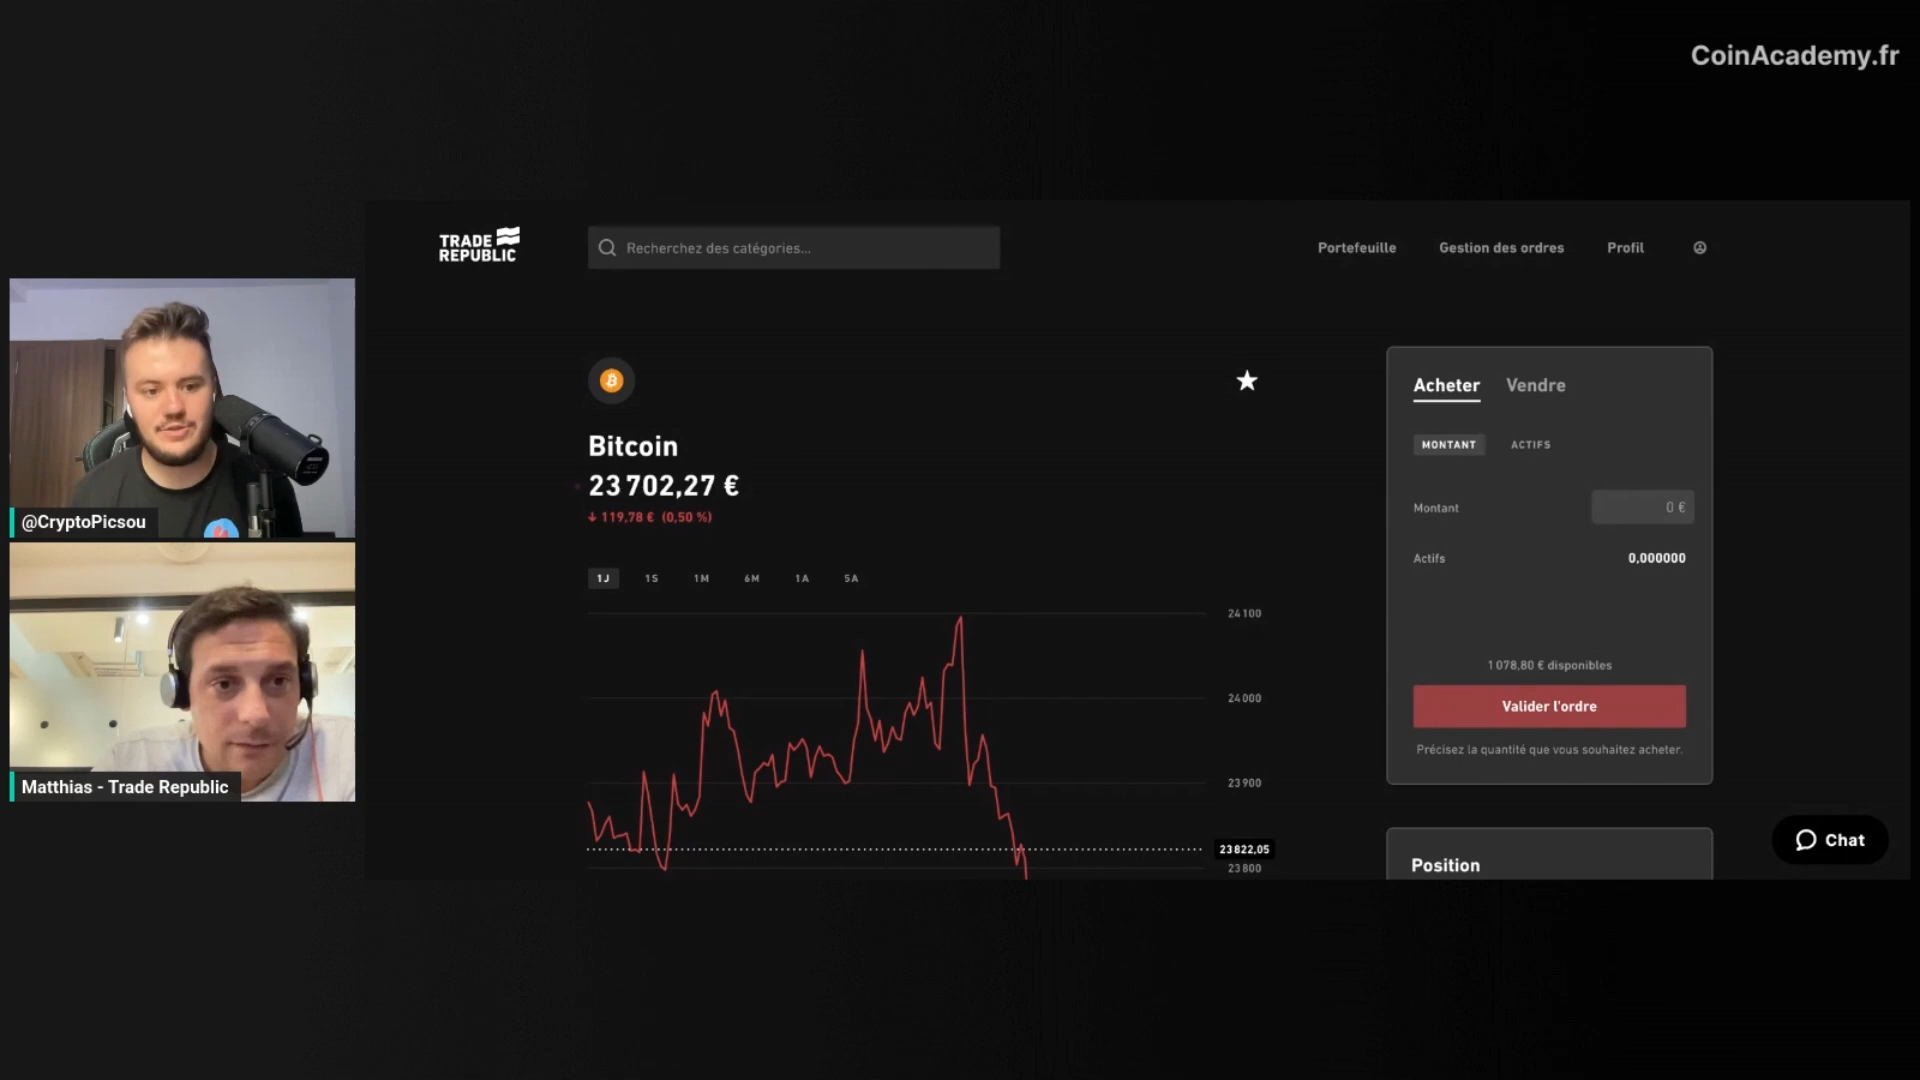 CoinAcademy.fr
TRADE
REPUBLIC
Recherchez des catégories...
Portefeuille
Gestion des ordres
Profil
Bitcoin
23 702,27 €
119,78 € (0,50 %)
1J
1S
1M
6M
1A
5A
24 100
24 000
23 900
23 822,05
23 800
Acheter
Vendre
MONTANT
ACTIFS
Montant
0 €
Actifs
0,000000
1 078,80 € disponibles
Valider l'ordre
Précisez la quantité que vous souhaitez acheter.
Position
Chat
@CryptoPicsou
Matthias - Trade Republic